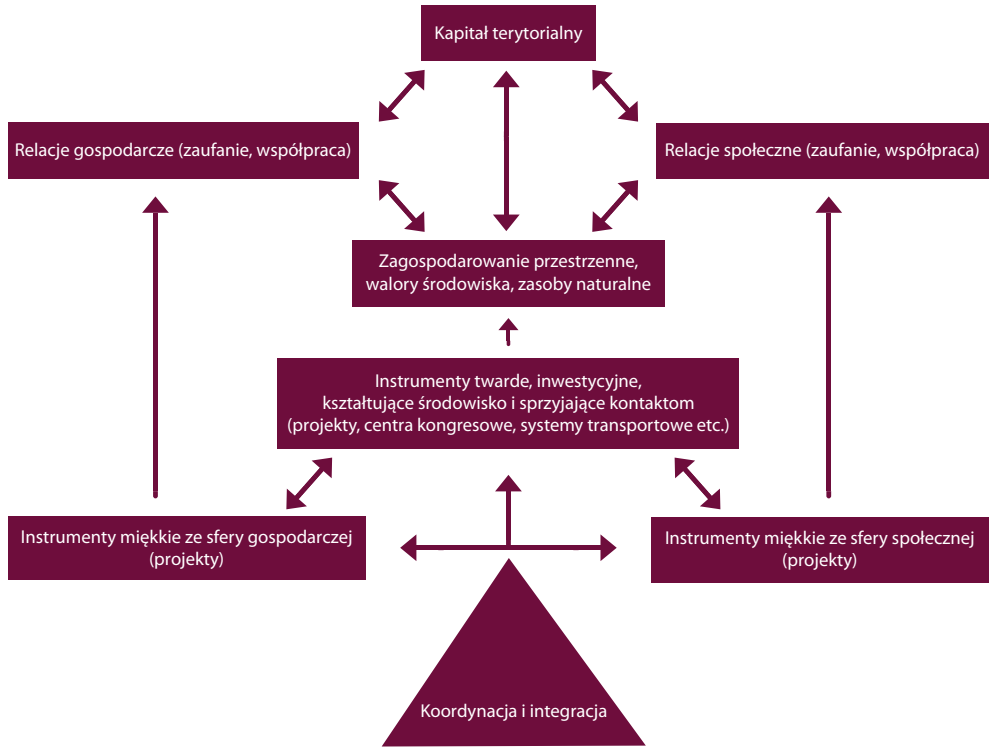 Kapitał terytorialny
Relacje gospodarcze (zaufanie, współpraca)
Relacje społeczne (zaufanie, współpraca)
Zagospodarowanie przestrzenne,
walory środowiska, zasoby naturalne
Instrumenty twarde, inwestycyjne,
kształtujące środowisko i sprzyjające kontaktom
(projekty, centra kongresowe, systemy transportowe etc.)
Instrumenty miękkie ze sfery gospodarczej
(projekty)
Instrumenty miękkie ze sfery społecznej
(projekty)
Koordynacja i integracja